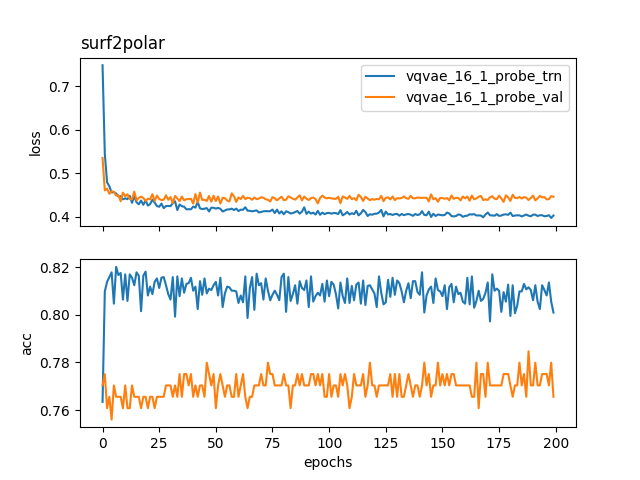 surf2polar
0.7
0.6
0.5
0.4
loss
vqvae_16_1_probe_trn
vqvae_16_1_probe_val
0.82
0.80
0.78
0.76
acc
0 25 50 75 100 125 150 175 200
epochs